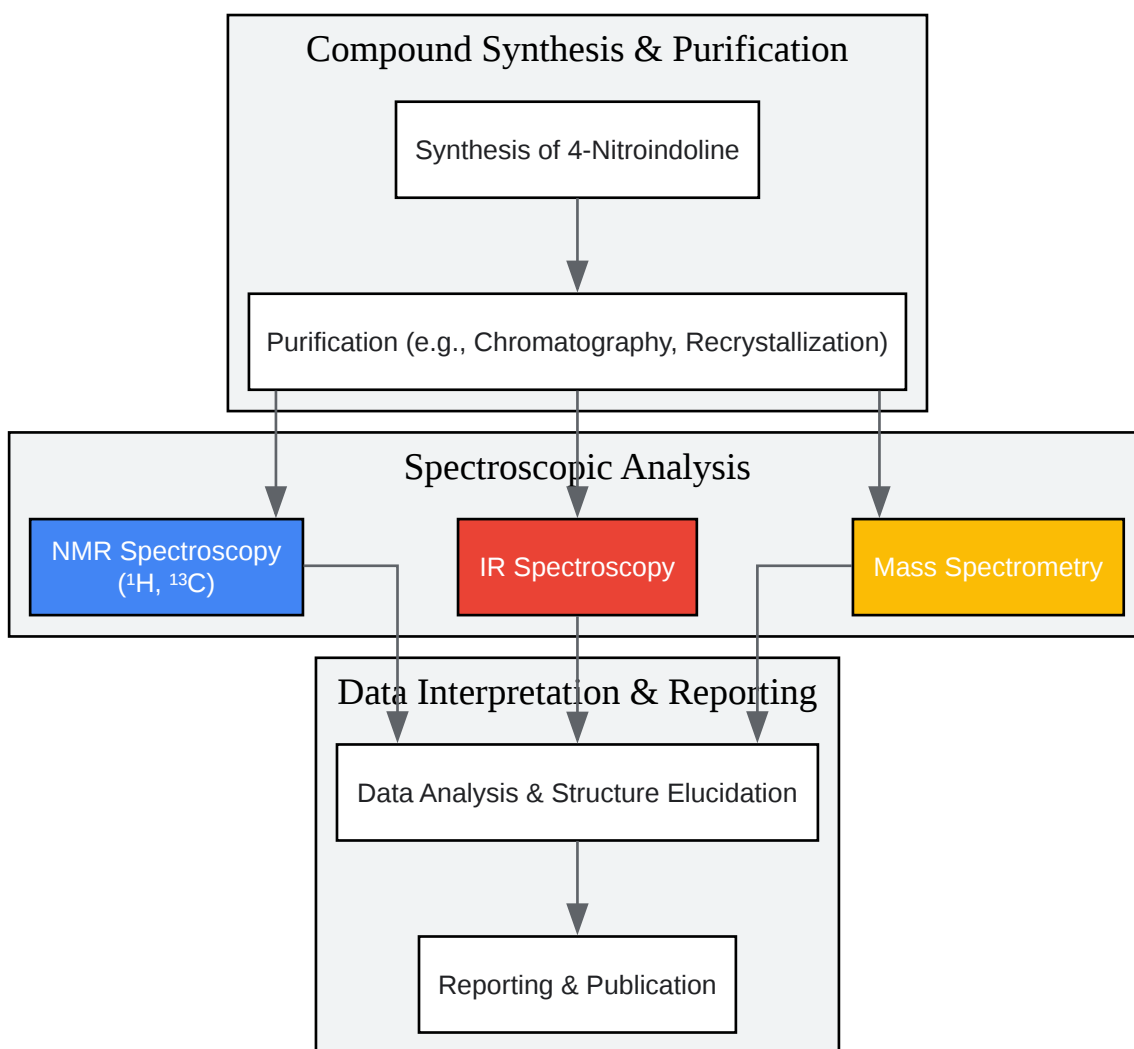 Compound Synthesis & Purification
Synthesis of 4-Nitroindoline
Purification (e.g., Chromatography, Recrystallization)
Spectroscopic Analysis
NMR Spectroscopy
(¹H, ¹³C)
IR Spectroscopy
Mass Spectrometry
Data Interpretation & Reporting
Data Analysis & Structure Elucidation
Reporting & Publication